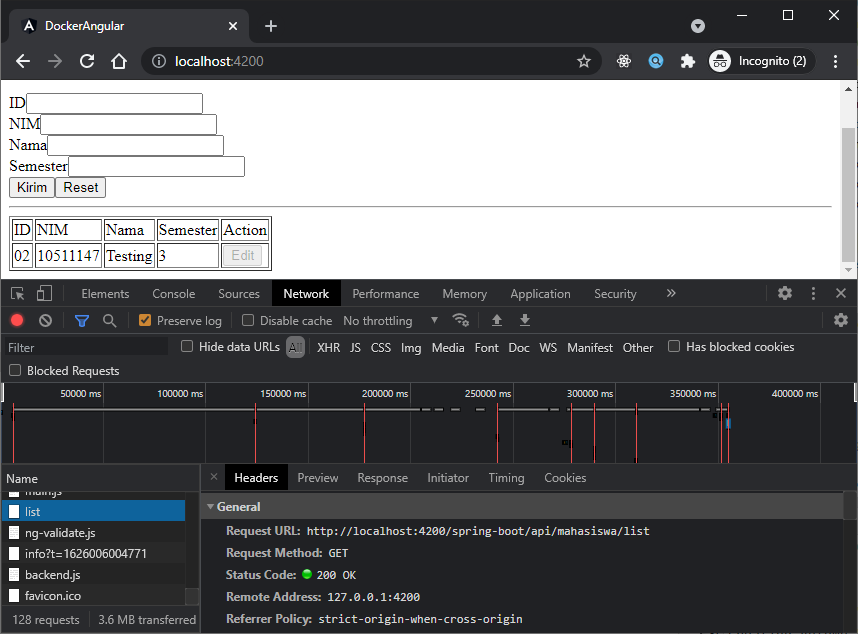 DockerAngular
localhost:4200
Incognito (2)
ID
NIM
Nama
Semester
Kirim Reset
ID NIM Nama Semester Action
02 10511147 Testing 3 Edit
Elements Console Sources Network Performance Memory Application Security
Preserve log Disable cache No throttling
Filter Hide data URLs All XHR JS CSS Img Media Font Doc WS Manifest Other Has blocked cookies
Blocked Requests
50000 ms 100000 ms 150000 ms 200000 ms 250000 ms 300000 ms 350000 ms 400000 ms
Name Headers Preview Response Initiator Timing Cookies
main.js
list
ng-validate.js
info?t=1626006004771
backend.js
favicon.ico
128 requests 3.6 MB transferred
General
Request URL: http://localhost:4200/spring-boot/api/mahasiswa/list
Request Method: GET
Status Code: 200 OK
Remote Address: 127.0.0.1:4200
Referrer Policy: strict-origin-when-cross-origin